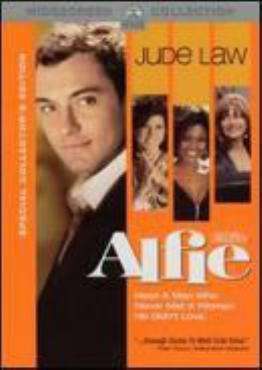 WIDESCREEN COLLECTION
JUDE LAW
SPECIAL COLLECTOR'S EDITION
Alfie
Meet A Man Who
Never Met A Woman
He Didn't Love.